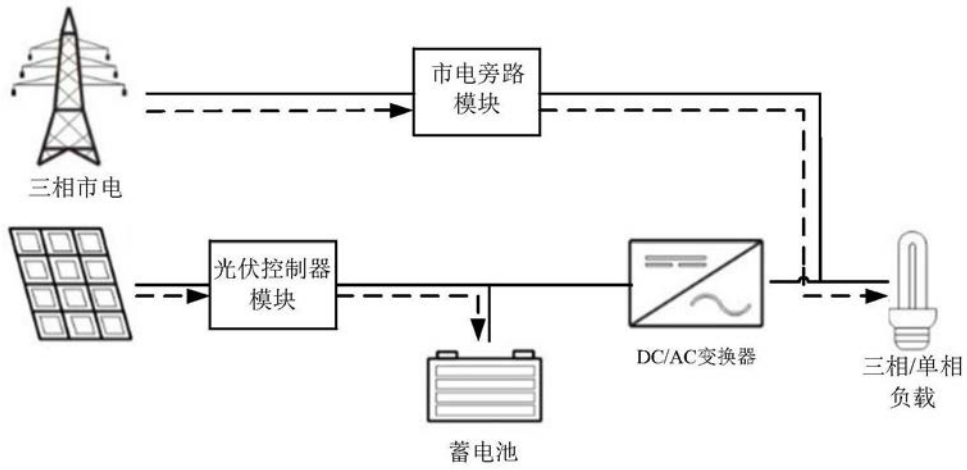 市电旁路
模块
三相市电
光伏控制器
模块
DC/AC变换器
三相/单相
负载
蓄电池